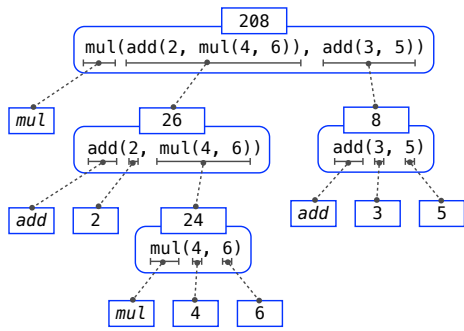 208
mul(add(2, mul(4, 6)), add(3, 5))
mul
26
8
add(2, mul(4, 6))
add(3, 5)
add
2
24
add
3
5
mul(4, 6)
mul
4
6